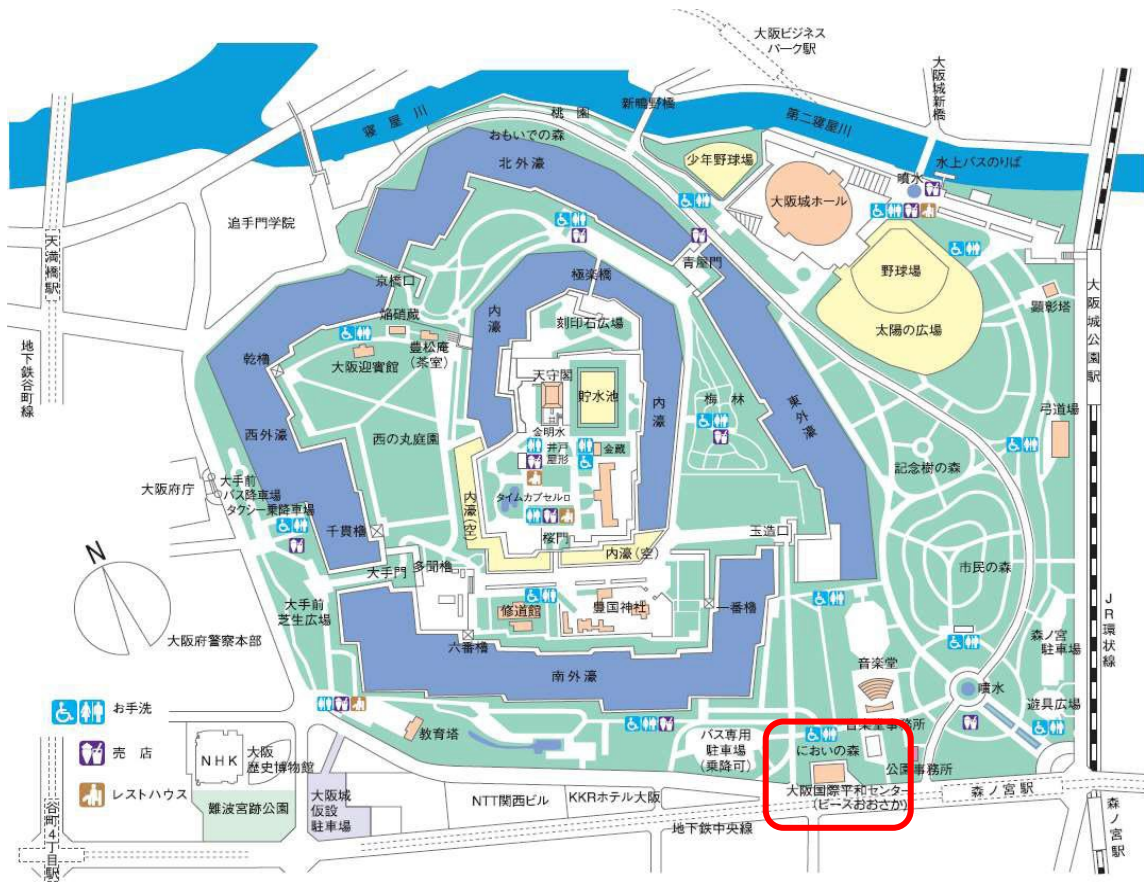 大阪ビジネス
パーク駅
大阪城新橋
新鴫野橋
桃園
寝屋川
第二寝屋川
おもいでの森
北外濠
少年野球場
水上バスのりば
噴水
大阪城ホール
追手門学院
天満橋駅
京橋口
極楽橋
青屋門
野球場
顕彰塔
大阪城公園駅
焔硝蔵
内濠
刻印石広場
太陽の広場
地下鉄谷町線
乾櫓
大阪迎賓館
豊松庵
(茶室)
天守閣
貯水池
内濠
梅林
東外濠
弓道場
西外濠
西の丸庭園
金明水
井戸
屋形
金蔵
記念樹の森
大阪府庁
大手前
バス降車場
タクシー乗降車場
内濠(空)
タイムカプセル
千貫櫓
桜門
内濠(空)
玉造口
N
大手門
多聞櫓
市民の森
大手前
芝生広場
修道館
豊国神社
一番櫓
JR環状線
大阪府警察本部
六番櫓
森ノ宮
駐車場
音楽堂
南外濠
噴水
お手洗
遊具広場
教育塔
音楽堂事務所
売店
NHK
大阪
歴史博物館
バス専用
駐車場
(乗降可)
においの森
公園事務所
レストハウス
難波宮跡公園
大阪城
仮設
駐車場
NTT関西ビル
KKRホテル大阪
大阪国際平和センター
(ピースおおさか)
森ノ宮駅
森ノ宮駅
谷町4丁目駅
地下鉄中央線